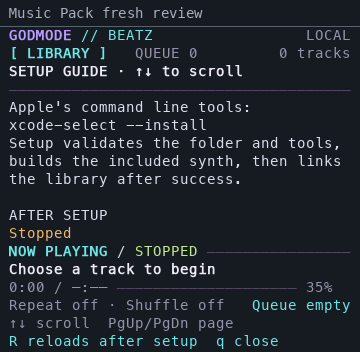 Music Pack fresh review
GODMODE // BEATZ LOCAL
[ LIBRARY ] QUEUE 0 0 tracks
SETUP GUIDE · ↑↓ to scroll
Apple's command line tools:
xcode-select --install
Setup validates the folder and tools,
builds the included synth, then links
the library after success.
AFTER SETUP
Stopped
NOW PLAYING / STOPPED
Choose a track to begin
0:00 / —:—— 35%
Repeat off · Shuffle off Queue empty
↑↓ scroll PgUp/PgDn page
R reloads after setup q close